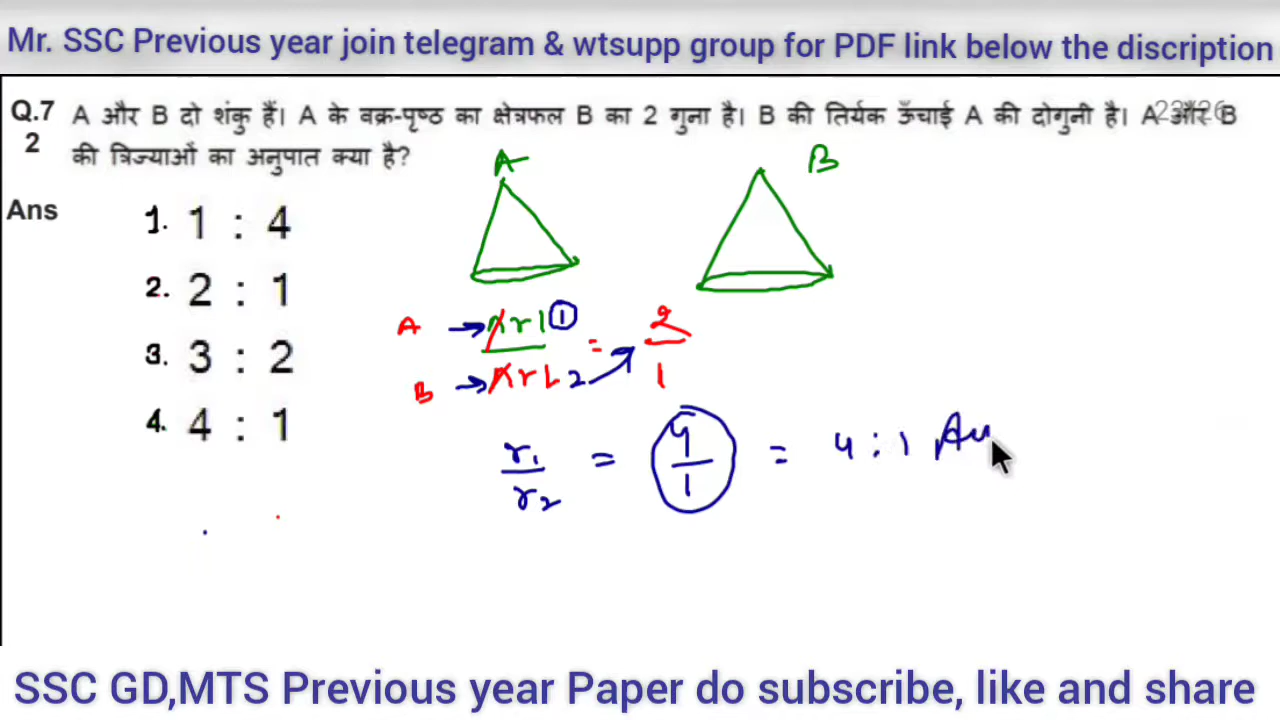 Mr. SSC Previous year join telegram & wtsupp group for PDF link below the discription
Q.7 A और B दो शंकु हैं। A के वक्र-पृष्ठ का क्षेत्रफल B का 2 गुना है। B की तिर्यक ऊँचाई A की दोगुनी है। A और B
2 की त्रिज्याओं का अनुपात क्या है?
A B
Ans
1. 1 : 4
2. 2 : 1
3. 3 : 2
4. 4 : 1
A → πrl 1 = 2
B → πrl 2 1
r₁ = 4 = 4 : 1 Ans
r₂ 1
SSC GD,MTS Previous year Paper do subscribe, like and share